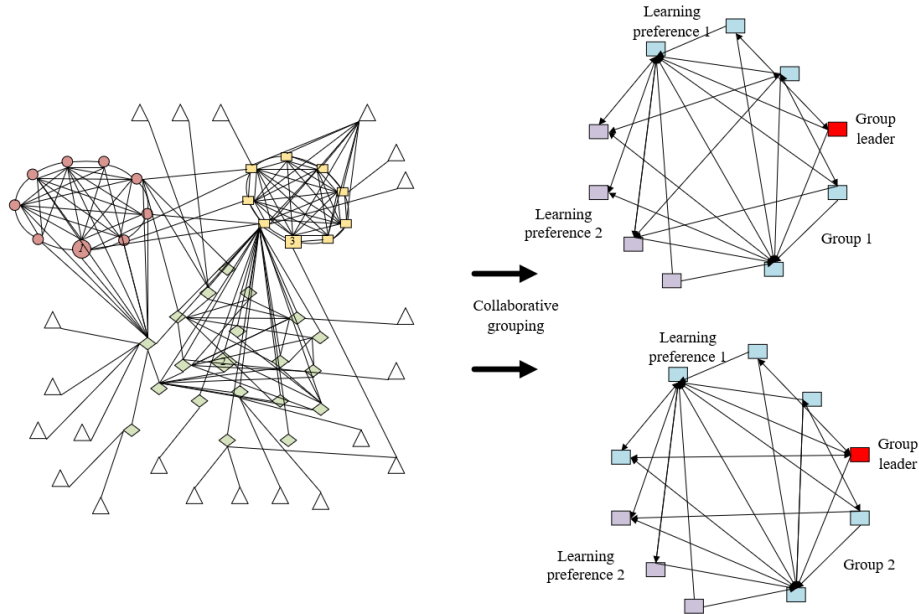 Learning
preference 1
Group
leader
Learning
preference 2
Group 1
1
3
2
Collaborative
grouping
Learning
preference 1
Group
leader
Learning
preference 2
Group 2